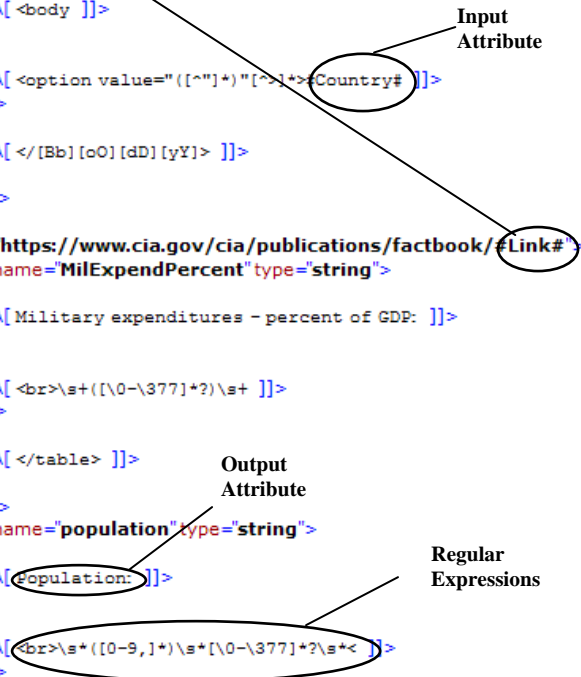 \[ <body ]]>
Input
Attribute
\[ <option value="([^"]*)"[^>]*>#Country# ]]>
>
\[ </[Bb][oO][dD][yY]> ]]>
>
https://www.cia.gov/cia/publications/factbook/#Link#">
name="MilExpendPercent" type="string">
\[ Military expenditures - percent of GDP: ]]>
\[ <br>\s+([\0-\377]*?)\s+ ]]>
>
\[ </table> ]]>
Output
Attribute
>
name="population" type="string">
\[ Population: ]]>
Regular
Expressions
\[ <br>\s*([0-9,]*)\s*[\0-\377]*?\s*< ]]>
>